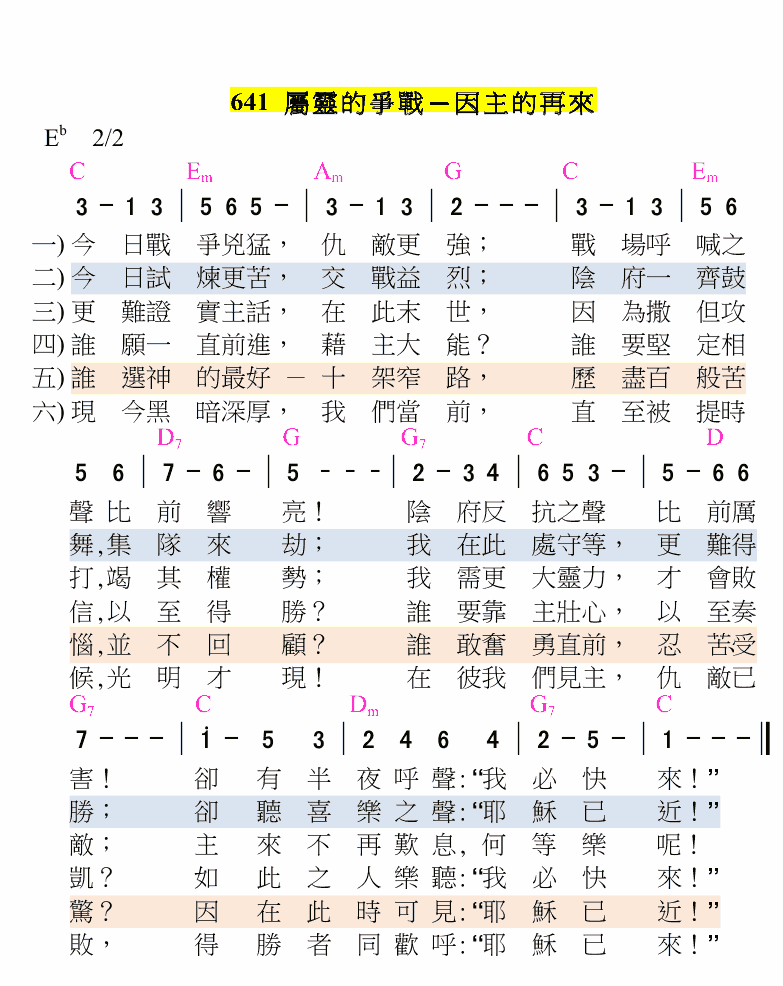 641 屬靈的爭戰－因主的再來
Eb 2/2
C Em Am G C Em
3 - 1 3 | 5 6 5 - | 3 - 1 3 | 2 - - - | 3 - 1 3 | 5 6
一) 今 日戰 爭兇猛， 仇 敵更 強； 戰 場呼 喊之
二) 今 日試 煉更苦， 交 戰益 烈； 陰 府一 齊鼓
三) 更 難證 實主話， 在 此末 世， 因 為撒 但攻
四) 誰 願一 直前進， 藉 主大 能？ 誰 要堅 定相
五) 誰 選神 的最好 － 十 架窄 路， 歷 盡百 般苦
六) 現 今黑 暗深厚， 我 們當 前， 直 至被 提時
D7 G G7 C D
5 6 | 7 - 6 - | 5 - - - | 2 - 3 4 | 6 5 3 - | 5 - 6 6
聲 比 前 響 亮！ 陰 府反 抗之聲 比 前厲
舞,集 隊 來 劫； 我 在此 處守等， 更 難得
打,竭 其 權 勢； 我 需更 大靈力， 才 會敗
信,以 至 得 勝？ 誰 要靠 主壯心， 以 至奏
惱,並 不 回 顧？ 誰 敢奮 勇直前， 忍 苦受
候,光 明 才 現！ 在 彼我 們見主， 仇 敵已
G7 C Dm G7 C
7 - - - | i - 5 3 | 2 4 6 4 | 2 - 5 - | 1 - - - ‖
害！ 卻 有 半 夜 呼 聲:“我 必 快 來！”
勝； 卻 聽 喜 樂 之 聲:“耶 穌 已 近！”
敵； 主 來 不 再 歎 息, 何 等 樂 呢！
凱？ 如 此 之 人 樂 聽:“我 必 快 來！”
驚？ 因 在 此 時 可 見:“耶 穌 已 近！”
敗， 得 勝 者 同 歡 呼:“耶 穌 已 來！”